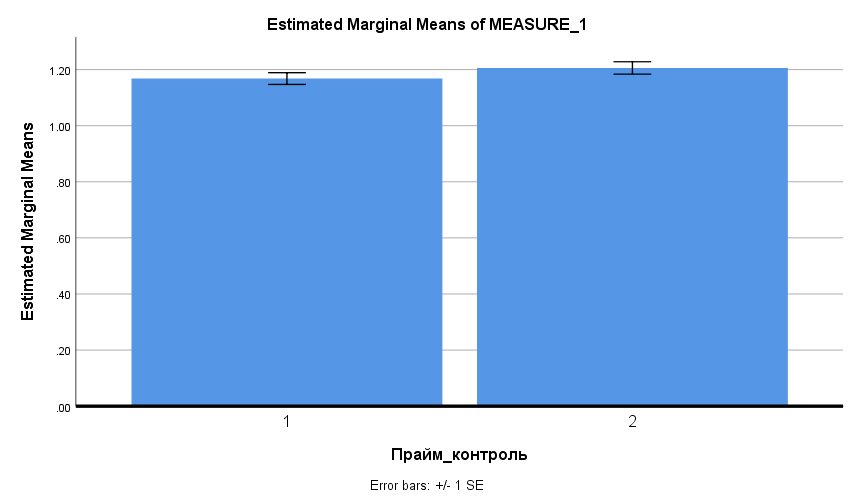 Estimated Marginal Means of MEASURE_1
Estimated Marginal Means
1.20
1.00
.80
.60
.40
.20
.00
1
2
Прайм_контроль
Error bars: +/- 1 SE